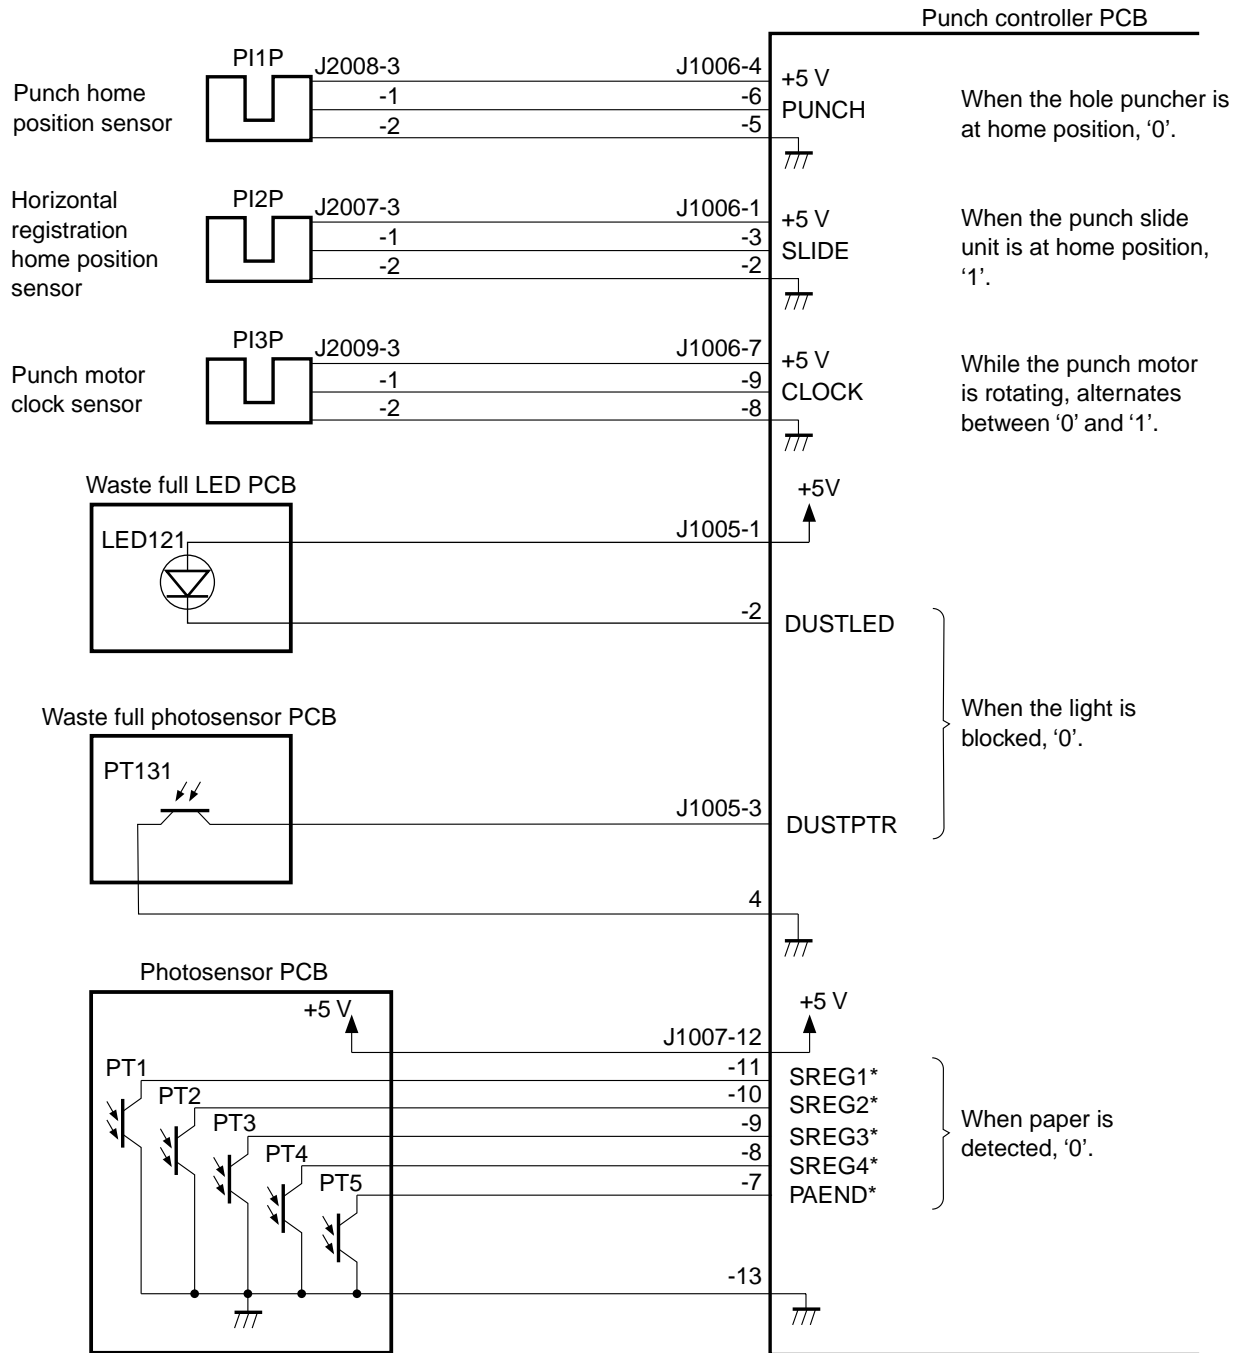 Punch controller PCB
Punch home
position sensor
PI1P
J2008-3
-1
-2
J1006-4
-6
-5
+5 V
PUNCH
When the hole puncher is
at home position, ‘0’.
Horizontal
registration
home position
sensor
PI2P
J2007-3
-1
-2
J1006-1
-3
-2
+5 V
SLIDE
When the punch slide
unit is at home position,
‘1’.
Punch motor
clock sensor
PI3P
J2009-3
-1
-2
J1006-7
-9
-8
+5 V
CLOCK
While the punch motor
is rotating, alternates
between ‘0’ and ‘1’.
Waste full LED PCB
LED121
J1005-1
-2
+5V
DUSTLED
Waste full photosensor PCB
PT131
J1005-3
4
DUSTPTR
When the light is
blocked, ‘0’.
Photosensor PCB
+5 V
PT1
PT2
PT3
PT4
PT5
J1007-12
-11
-10
-9
-8
-7
-13
+5 V
SREG1*
SREG2*
SREG3*
SREG4*
PAEND*
When paper is
detected, ‘0’.